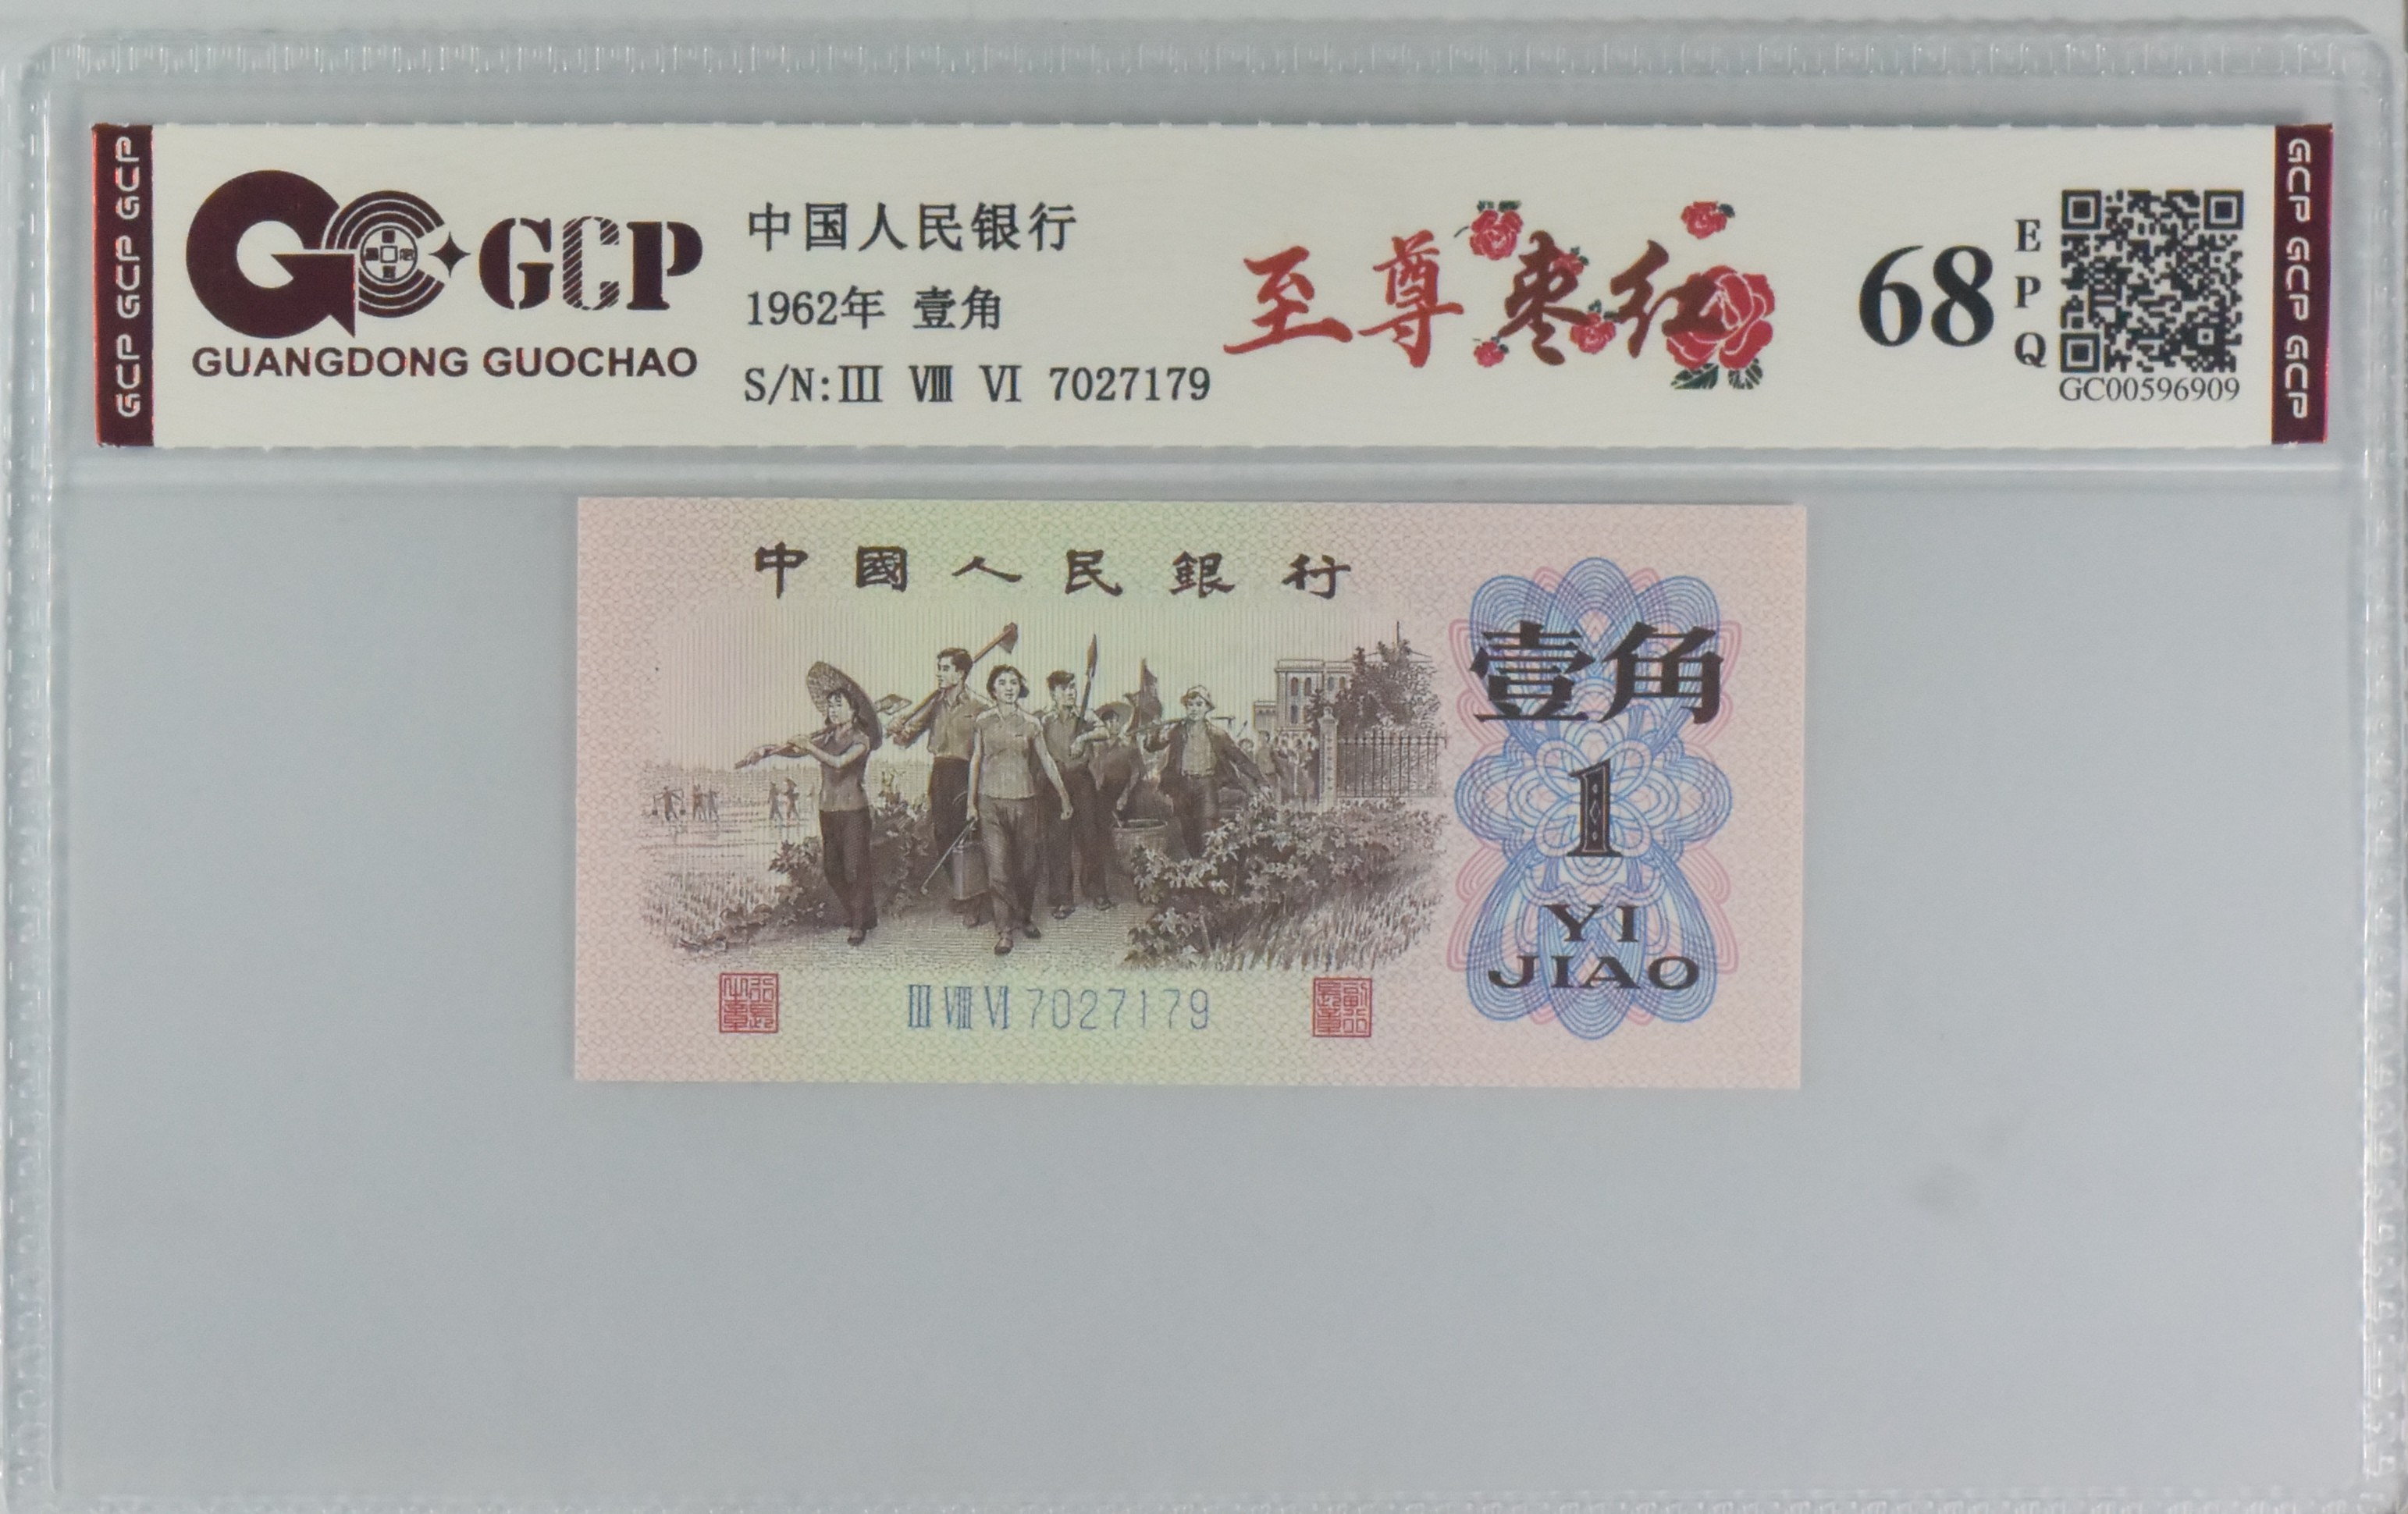 GCP GCP GCP
GCP
GUANGDONG GUOCHAO
中国人民银行
1962年 壹角
S/N:III VIII VI 7027179
至尊枣红
68
EPQ
GC00596909
GCP GCP GCP
中國人民銀行
壹角
1
YI
JIAO
III VIII VI 7027179